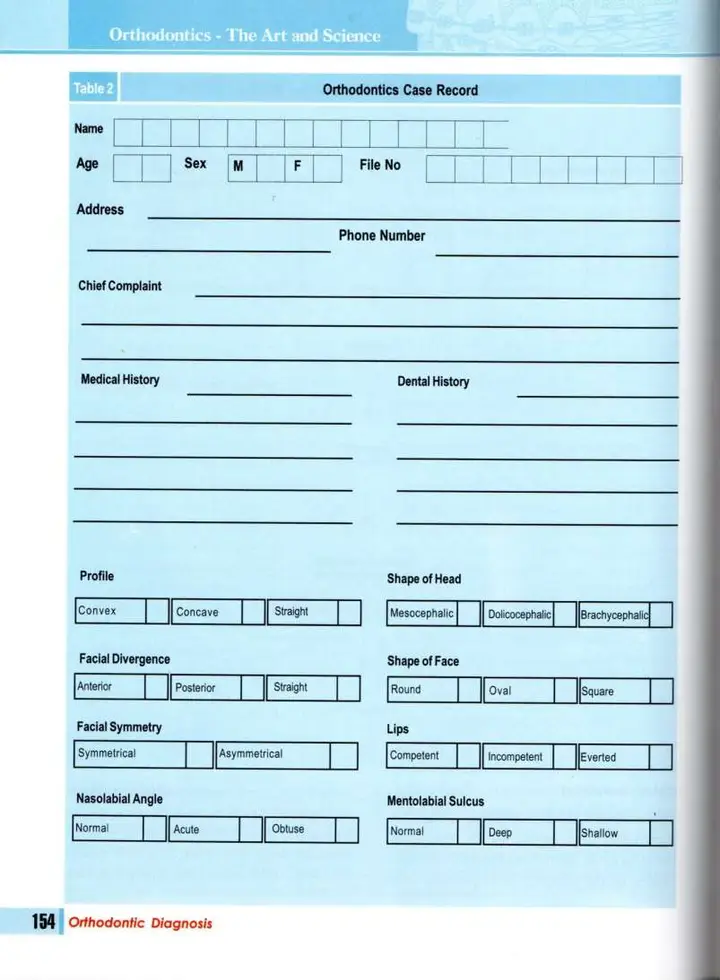 Orthodontics - The Art and Science
Table 2 Orthodontics Case Record
Name
Age Sex M F File No
Address
Phone Number
Chief Complaint
Medical History Dental History
Profile Shape of Head
Convex Concave Straight Mesocephalic Dolicocephalic Brachycephalic
Facial Divergence Shape of Face
Anterior Posterior Straight Round Oval Square
Facial Symmetry Lips
Symmetrical Asymmetrical Competent Incompetent Everted
Nasolabial Angle Mentolabial Sulcus
Normal Acute Obtuse Normal Deep Shallow
154 Orthodontic Diagnosis